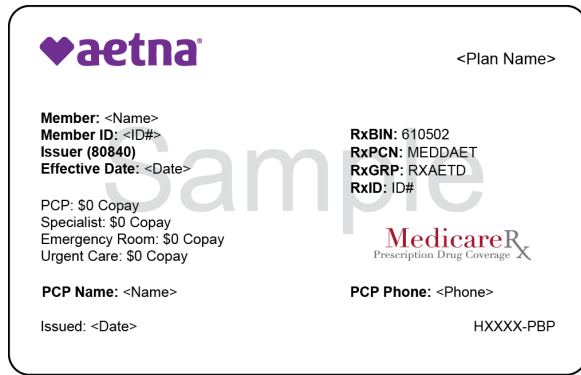 aetna®
<Plan Name>
Sample
Member: <Name>
Member ID: <ID#>
Issuer (80840)
Effective Date: <Date>
RxBIN: 610502
RxPCN: MEDDAET
RxGRP: RXAETD
RxID: ID#
PCP: $0 Copay
Specialist: $0 Copay
Emergency Room: $0 Copay
Urgent Care: $0 Copay
MedicareRx
Prescription Drug Coverage
PCP Name: <Name>
PCP Phone: <Phone>
Issued: <Date>
HXXXX-PBP